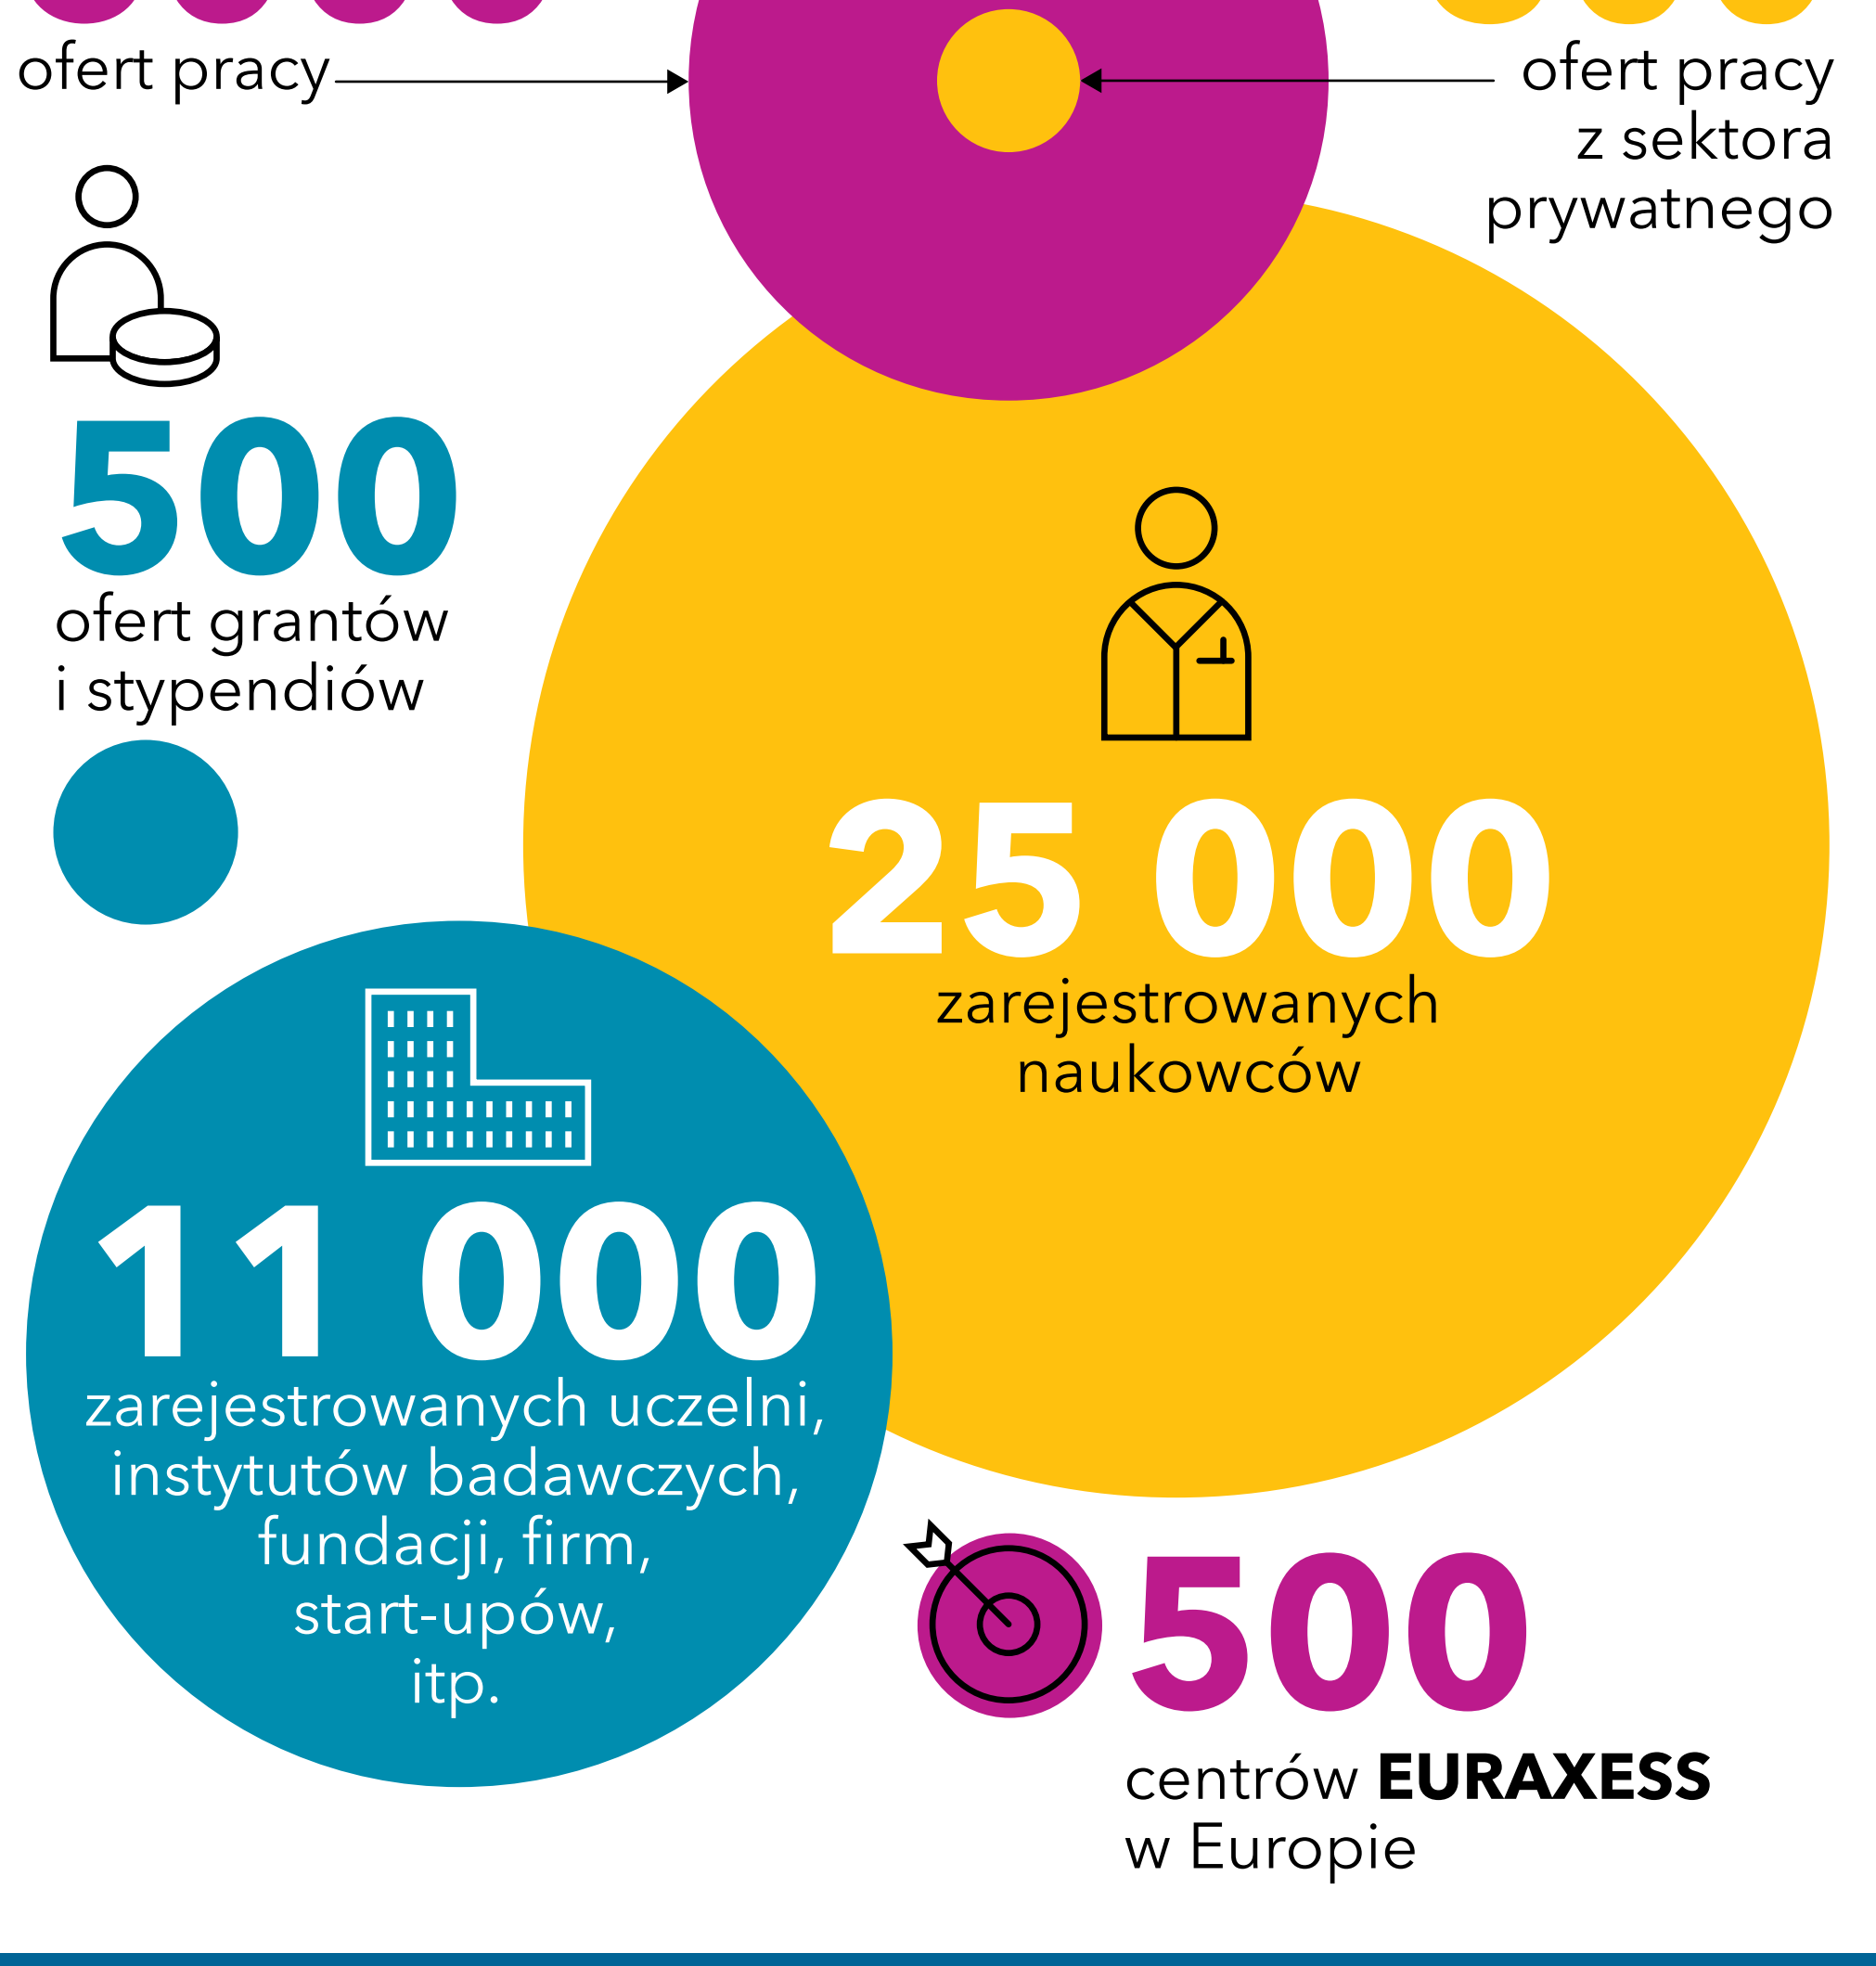 ofert pracy
ofert pracy
z sektora
prywatnego
500
ofert grantów
i stypendiów
25 000
zarejestrowanych
naukowców
11 000
zarejestrowanych uczelni,
instytutów badawczych,
fundacji, firm,
start-upów,
itp.
500
centrów EURAXESS
w Europie